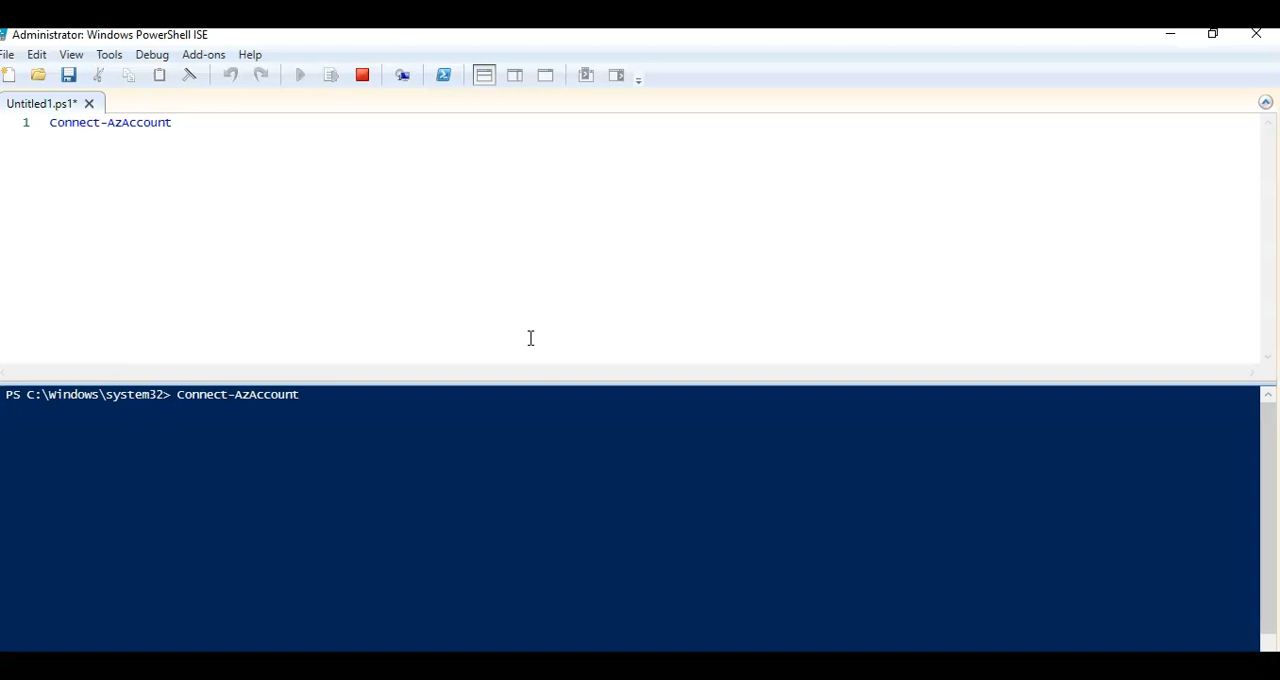 Administrator: Windows PowerShell ISE
File Edit View Tools Debug Add-ons Help
Untitled1.ps1*
1 Connect-AzAccount
PS C:\Windows\system32> Connect-AzAccount